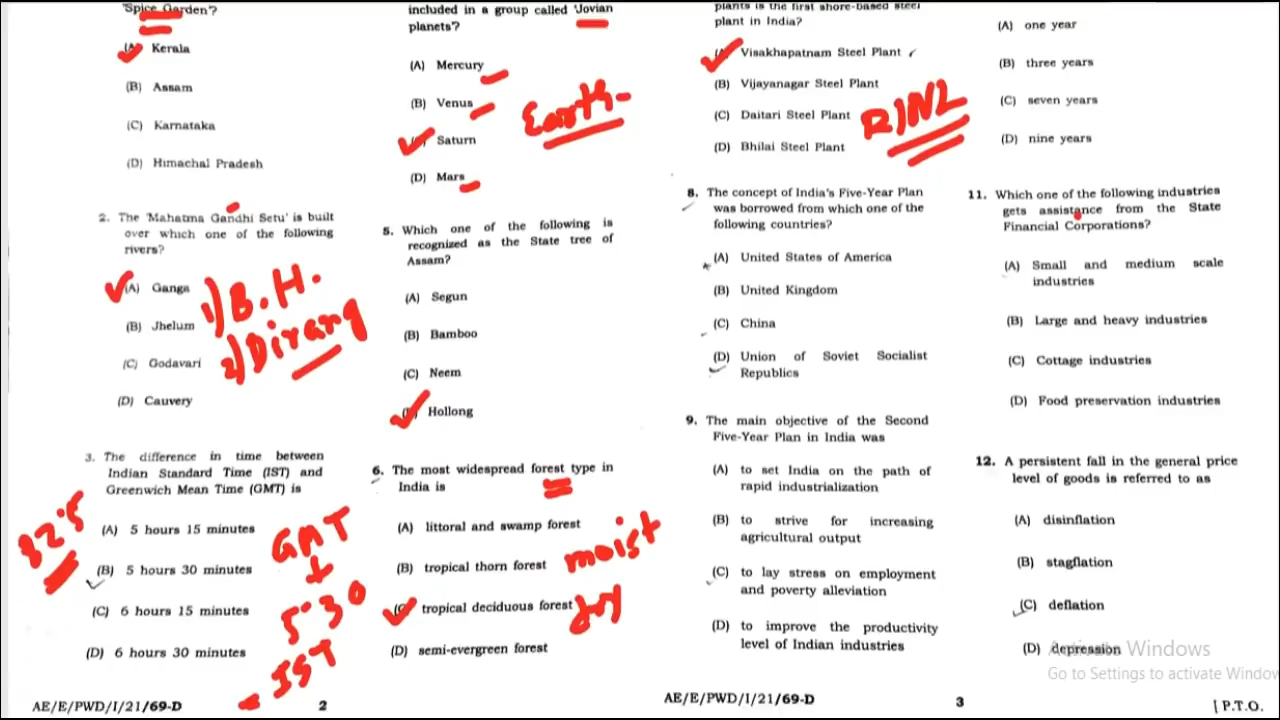 'Spice Garden?
(A) Kerala
(B) Assam
(C) Karnataka
(D) Himachal Pradesh
2. The 'Mahatma Gandhi Setu' is built
over which one of the following
rivers?
(A) Ganga
(B) Jhelum
(C) Godavari
(D) Cauvery
1) B.H.
2) Dirang
3. The difference in time between
Indian Standard Time (IST) and
Greenwich Mean Time (GMT) is
(A) 5 hours 15 minutes
(B) 5 hours 30 minutes
(C) 6 hours 15 minutes
(D) 6 hours 30 minutes
82.5
GMT
+
5.30
= IST
AE/E/PWD/I/21/69-D
2
included in a group called 'Jovian
planets'?
(A) Mercury
(B) Venus
Saturn
(D) Mars
Earth
5. Which one of the following is
recognized as the State tree of
Assam?
(A) Segun
(B) Bamboo
(C) Neem
Hollong
6. The most widespread forest type in
India is
(A) littoral and swamp forest
(B) tropical thorn forest
(C) tropical deciduous forest
(D) semi-evergreen forest
moist
plants is the first shore-based steel
plant in India?
Visakhapatnam Steel Plant
(B) Vijayanagar Steel Plant
(C) Daitari Steel Plant
(D) Bhilai Steel Plant
RINL
8. The concept of India's Five-Year Plan
was borrowed from which one of the
following countries?
(A) United States of America
(B) United Kingdom
(C) China
(D) Union of Soviet Socialist
Republics
9. The main objective of the Second
Five-Year Plan in India was
(A) to set India on the path of
rapid industrialization
(B) to strive for increasing
agricultural output
(C) to lay stress on employment
and poverty alleviation
(D) to improve the productivity
level of Indian industries
AE/E/PWD/I/21/69-D
3
(A) one year
(B) three years
(C) seven years
(D) nine years
11. Which one of the following industries
gets assistance from the State
Financial Corporations?
(A) Small and medium scale
industries
(B) Large and heavy industries
(C) Cottage industries
(D) Food preservation industries
12. A persistent fall in the general price
level of goods is referred to as
(A) disinflation
(B) stagflation
(C) deflation
(D) depression
Activate Windows
Go to Settings to activate Window
[ P.T.O.